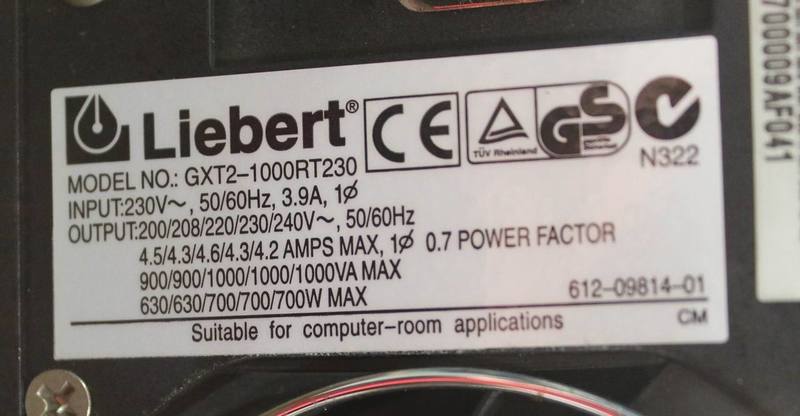 Liebert®
CE
TÜV Rheinland
GS
N322
MODEL NO.: GXT2-1000RT230
INPUT:230V~, 50/60Hz, 3.9A, 1ø
OUTPUT:200/208/220/230/240V~, 50/60Hz
4.5/4.3/4.6/4.3/4.2 AMPS MAX, 1ø 0.7 POWER FACTOR
900/900/1000/1000/1000VA MAX
630/630/700/700/700W MAX
612-09814-01
Suitable for computer-room applications
CM
700009AF041